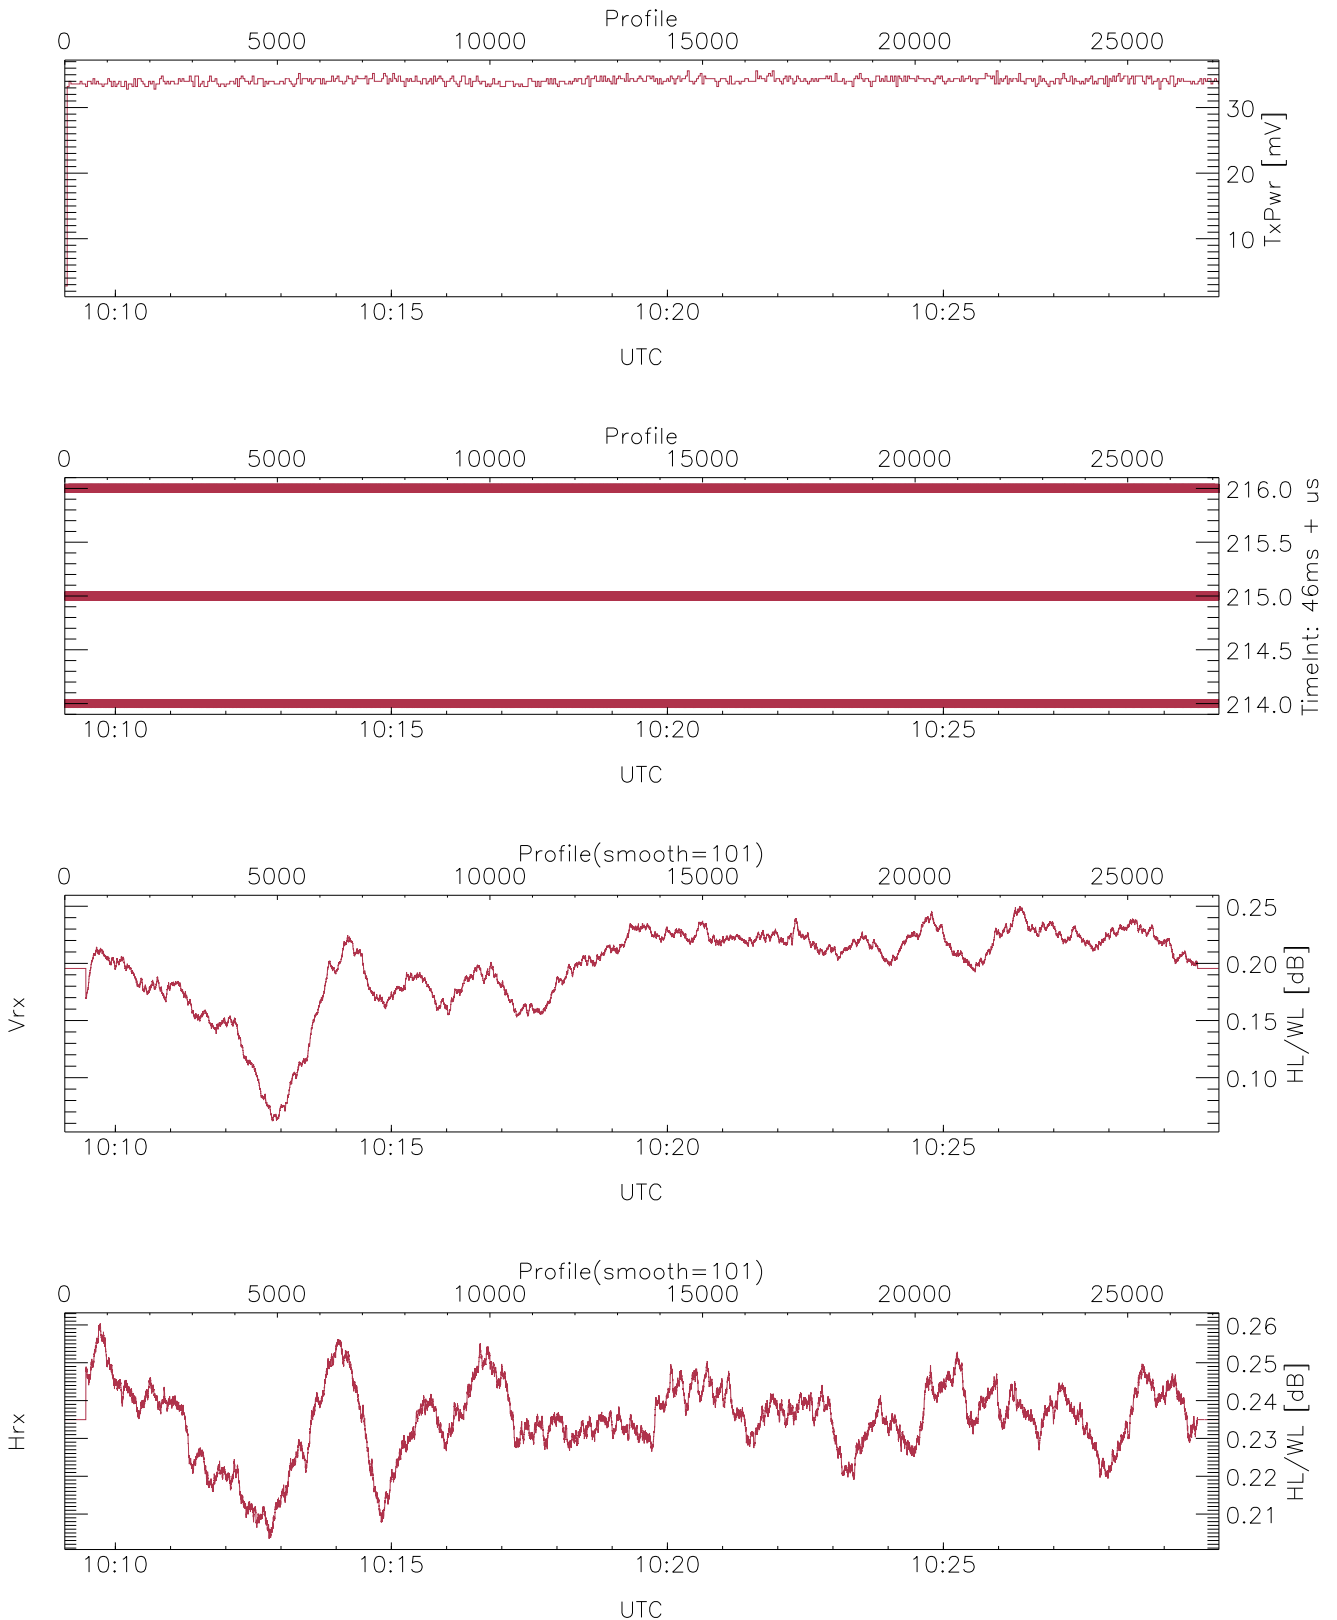 Profile
0 5000 10000 15000 20000 25000
30
20
10
TxPwr [mV]
10:10 10:15 10:20 10:25
UTC
Profile
0 5000 10000 15000 20000 25000
216.0
215.5
215.0
214.5
214.0
TimeInt: 46ms + us
10:10 10:15 10:20 10:25
UTC
Profile(smooth=101)
0 5000 10000 15000 20000 25000
Vrx
0.25
0.20
0.15
0.10
HL/WL [dB]
10:10 10:15 10:20 10:25
UTC
Profile(smooth=101)
0 5000 10000 15000 20000 25000
Hrx
0.26
0.25
0.24
0.23
0.22
0.21
HL/WL [dB]
10:10 10:15 10:20 10:25
UTC